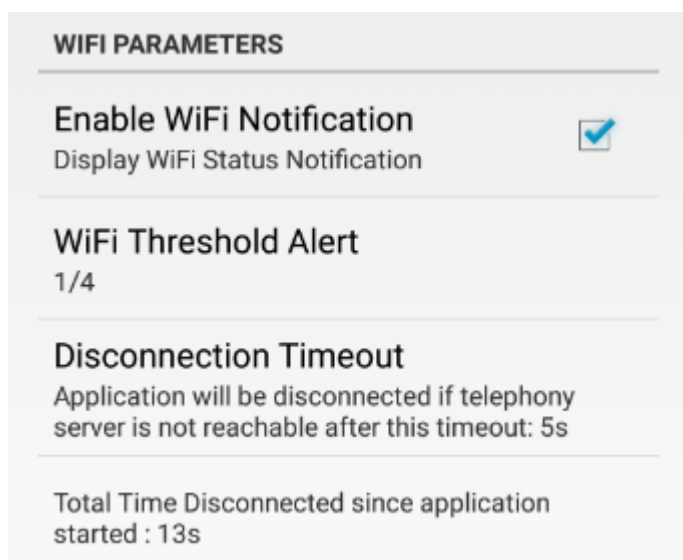 WIFI PARAMETERS
Enable WiFi Notification
Display WiFi Status Notification
WiFi Threshold Alert
1/4
Disconnection Timeout
Application will be disconnected if telephony
server is not reachable after this timeout: 5s
Total Time Disconnected since application
started : 13s